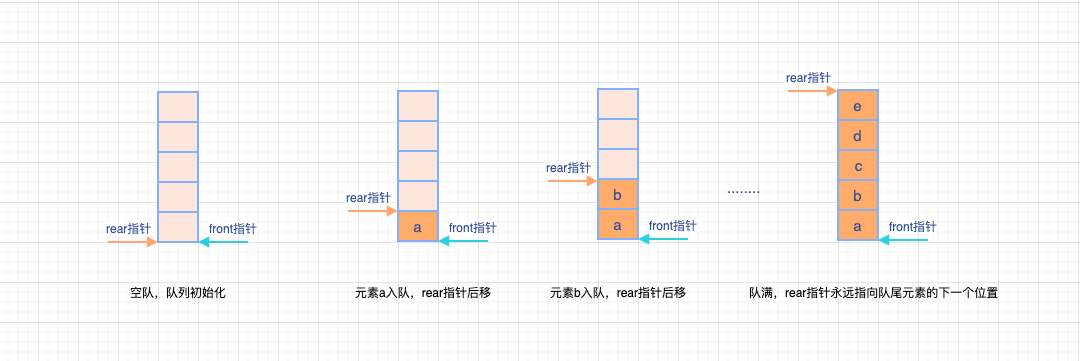 rear指针
front指针
空队，队列初始化
rear指针
a
front指针
元素a入队，rear指针后移
rear指针
b
a
front指针
元素b入队，rear指针后移
........
rear指针
e
d
c
b
a
front指针
队满，rear指针永远指向队尾元素的下一个位置